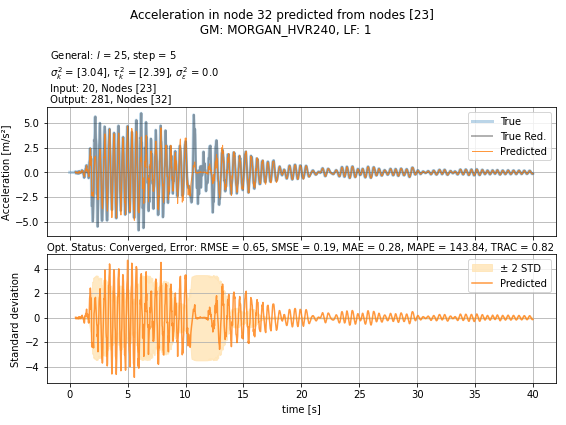 Acceleration in node 32 predicted from nodes [23]
GM: MORGAN_HVR240, LF: 1
General: l = 25, step = 5
σ²ₖ = [3.04], τ²ₖ = [2.39], σ²ε = 0.0
Input: 20, Nodes [23]
Output: 281, Nodes [32]
5.0
2.5
0.0
−2.5
−5.0
Acceleration [m/s²]
True
True Red.
Predicted
Opt. Status: Converged, Error: RMSE = 0.65, SMSE = 0.19, MAE = 0.28, MAPE = 143.84, TRAC = 0.82
4
2
0
−2
−4
Standard deviation
± 2 STD
Predicted
0 5 10 15 20 25 30 35 40
time [s]